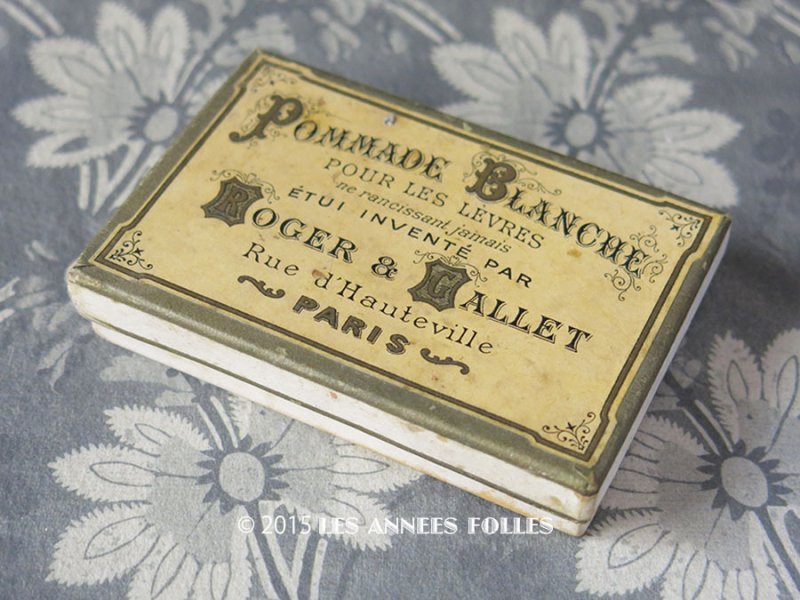 POMMADE BLANCHE
POUR LES LEVRES
ne rancissant jamais
ÉTUI INVENTÉ PAR
ROGER & GALLET
Rue d'Hauteville
PARIS
© 2015 LES ANNEES FOLLES